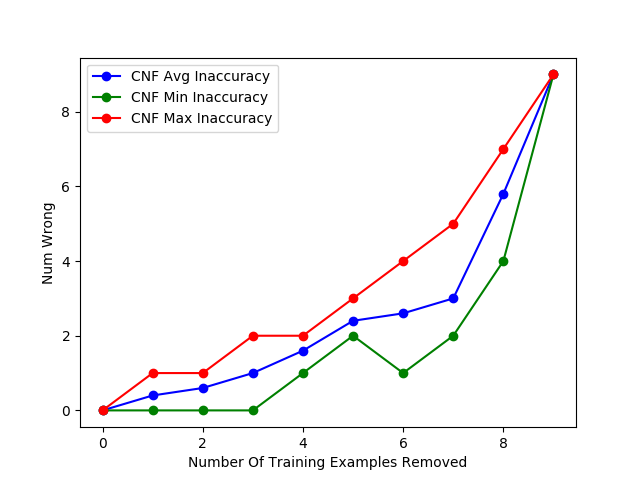 CNF Avg Inaccuracy
CNF Min Inaccuracy
CNF Max Inaccuracy
8
6
4
2
0
Num Wrong
0 2 4 6 8
Number Of Training Examples Removed